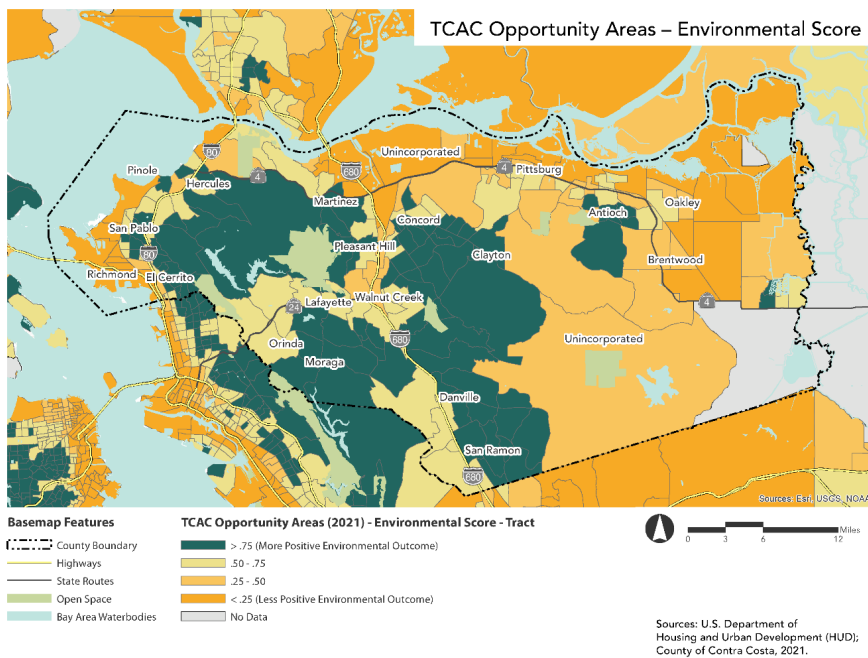 TCAC Opportunity Areas – Environmental Score
80
Unincorporated
Pinole
4
680
4
Pittsburg
Hercules
Martinez
Oakley
Antioch
San Pablo
Concord
Pleasant Hill
80
Clayton
Brentwood
Richmond
El Cerrito
Lafayette
Walnut Creek
24
4
Orinda
680
Unincorporated
Moraga
Danville
San Ramon
680
Sources: Esri, USGS, NOAA
Basemap Features
County Boundary
Highways
State Routes
Open Space
Bay Area Waterbodies
TCAC Opportunity Areas (2021) - Environmental Score - Tract
> .75 (More Positive Environmental Outcome)
.50 - .75
.25 - .50
< .25 (Less Positive Environmental Outcome)
No Data
Miles
0 3 6 12
Sources: U.S. Department of
Housing and Urban Development (HUD);
County of Contra Costa, 2021.